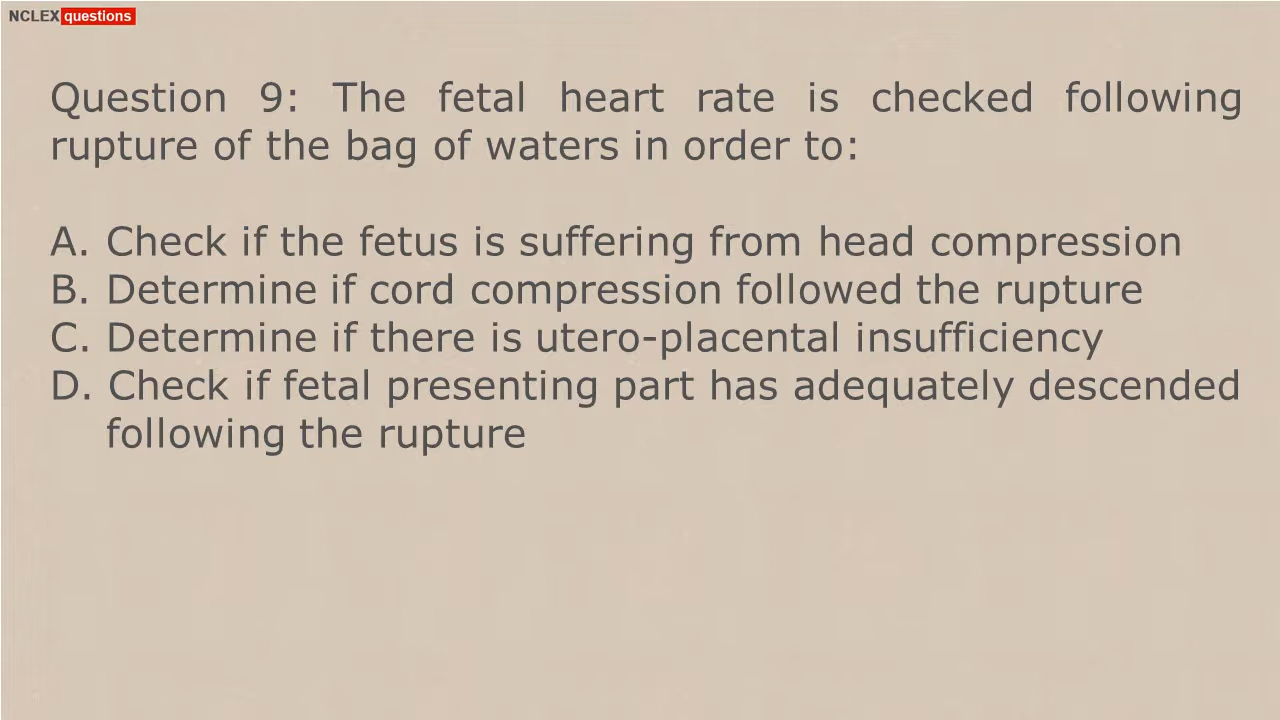 NCLEX questions
Question 9: The fetal heart rate is checked following
rupture of the bag of waters in order to:
A. Check if the fetus is suffering from head compression
B. Determine if cord compression followed the rupture
C. Determine if there is utero-placental insufficiency
D. Check if fetal presenting part has adequately descended
following the rupture